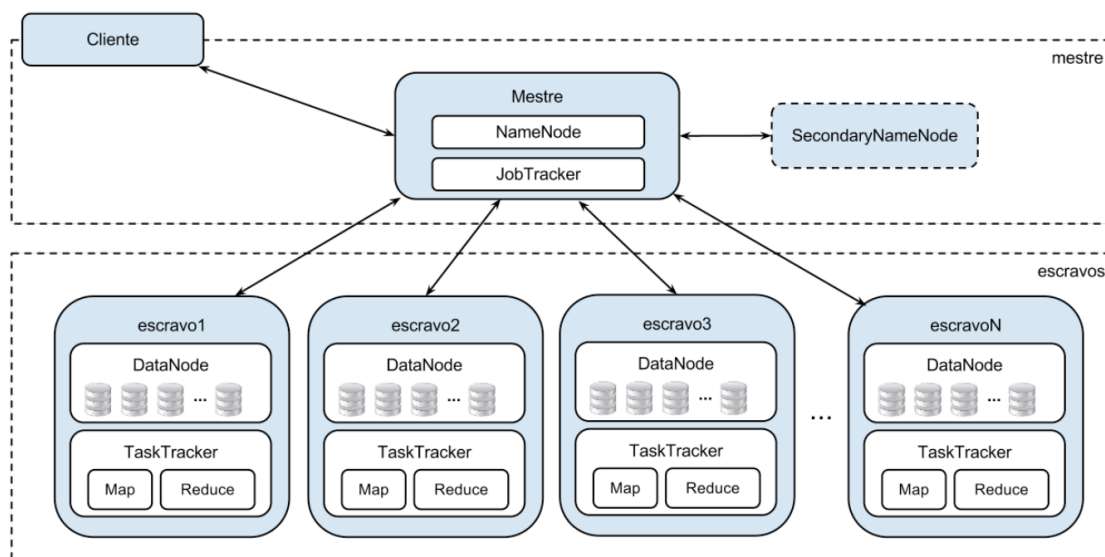 Cliente
mestre
Mestre
NameNode
JobTracker
SecondaryNameNode
escravos
escravo1
DataNode
...
TaskTracker
Map
Reduce
escravo2
DataNode
...
TaskTracker
Map
Reduce
escravo3
DataNode
...
TaskTracker
Map
Reduce
...
escravoN
DataNode
...
TaskTracker
Map
Reduce